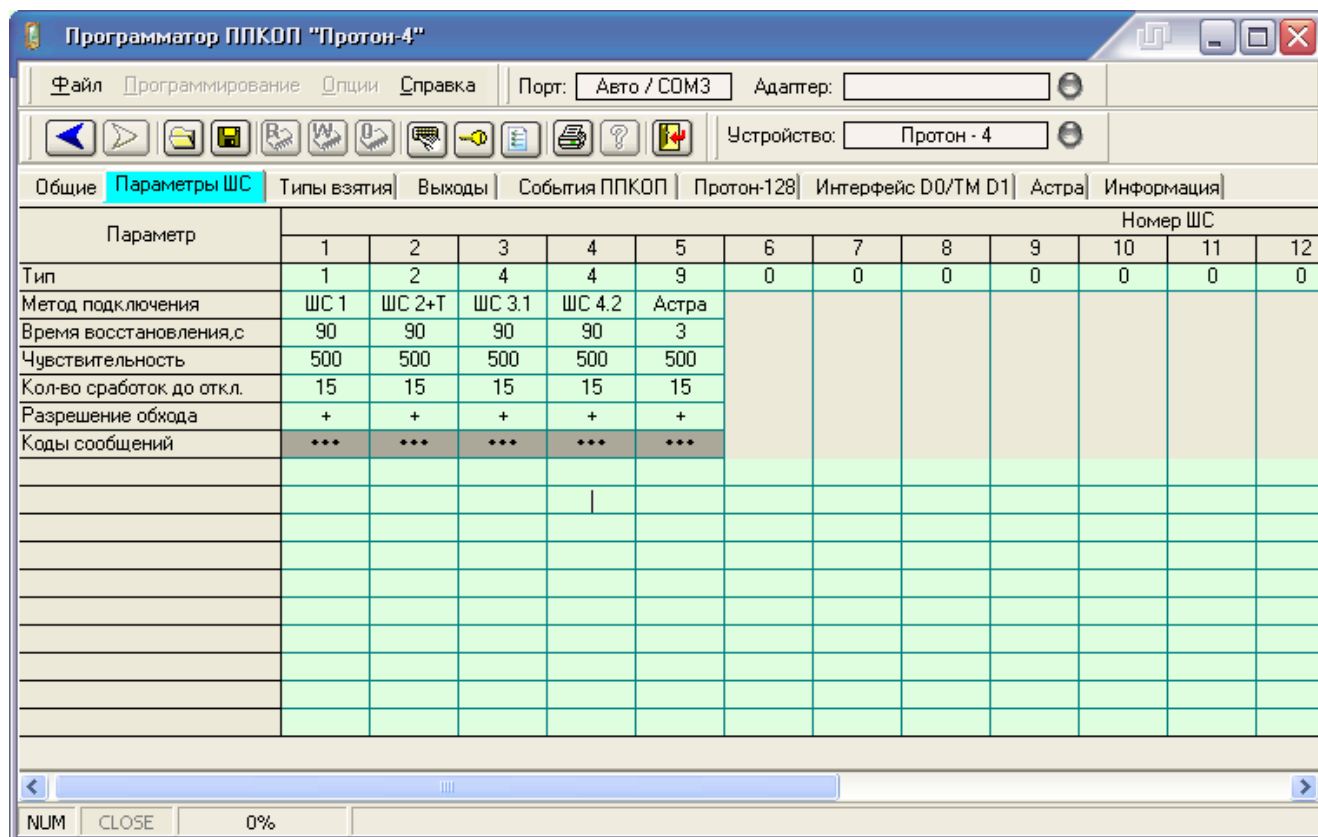 Программатор ППКОП "Протон-4"
Файл Программирование Опции Справка Порт: Авто / COM3 Адаптер:
Устройство: Протон - 4
Общие Параметры ШС Типы взятия Выходы События ППКОП Протон-128 Интерфейс D0/TM D1 Астра Информация
Параметр Номер ШС
1 2 3 4 5 6 7 8 9 10 11 12
Тип 1 2 4 4 9 0 0 0 0 0 0 0
Метод подключения ШС 1 ШС 2+Т ШС 3.1 ШС 4.2 Астра
Время восстановления,с 90 90 90 90 3
Чувствительность 500 500 500 500 500
Кол-во сработок до откл. 15 15 15 15 15
Разрешение обхода + + + + +
Коды сообщений *** *** *** *** ***
NUM CLOSE 0%